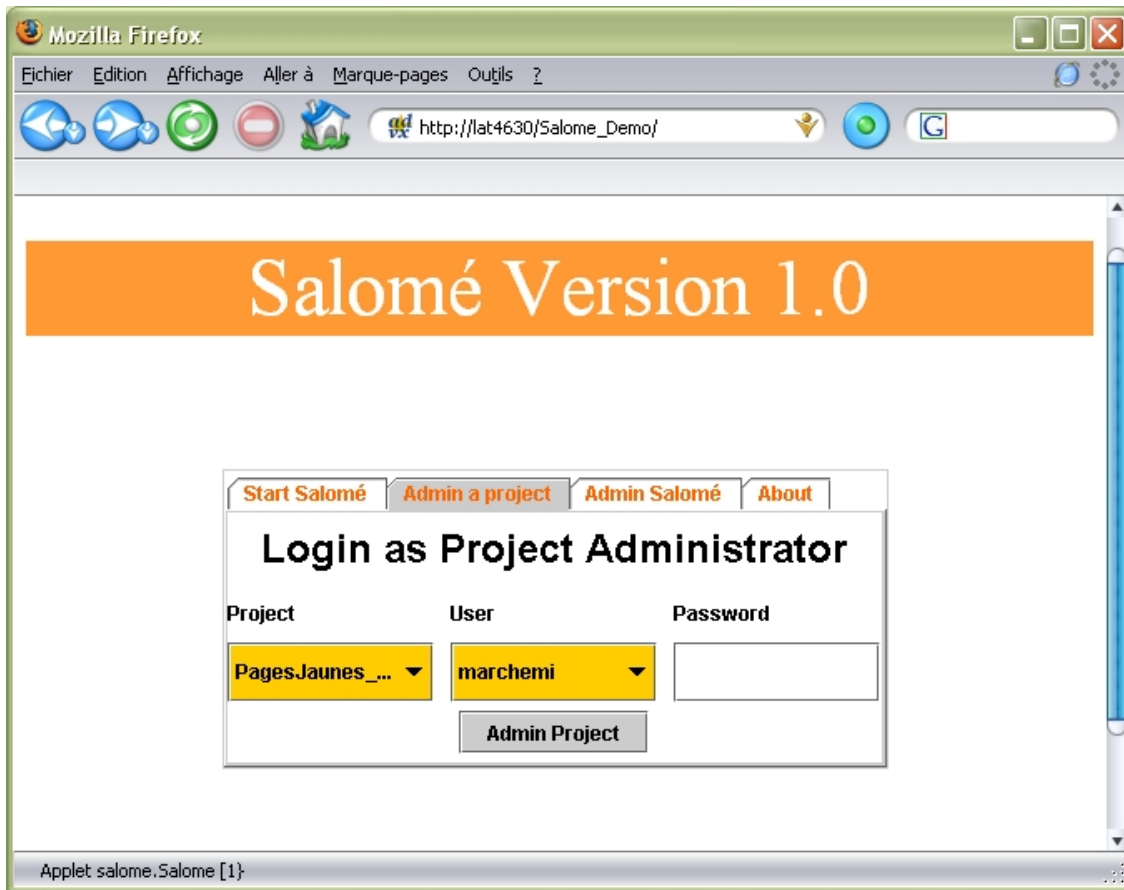 Mozilla Firefox
Fichier Edition Affichage Aller à Marque-pages Outils ?
http://lat4630/Salome_Demo/
G
Salomé Version 1.0
Start Salomé Admin a project Admin Salomé About
Login as Project Administrator
Project User Password
PagesJaunes_... marchemi
Admin Project
Applet salome.Salome [1}